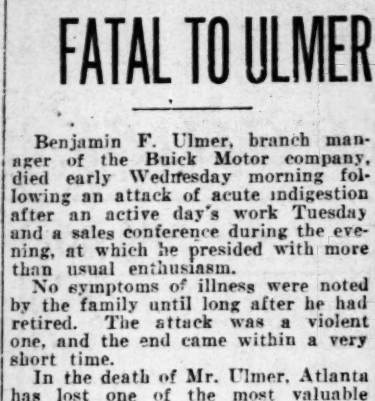 FATAL TO ULMER
Benjamin F. Ulmer, branch man-
ager of the Buick Motor company,
died early Wednesday morning fol-
lowing an attack of acute indigestion
after an active day's work Tuesday
and a sales conference during the eve-
ning, at which he presided with more
than usual enthusiasm.
No symptoms of illness were noted
by the family until long after he had
retired. The attack was a violent
one, and the end came within a very
short time.
In the death of Mr. Ulmer, Atlanta
has lost one of the most valuable